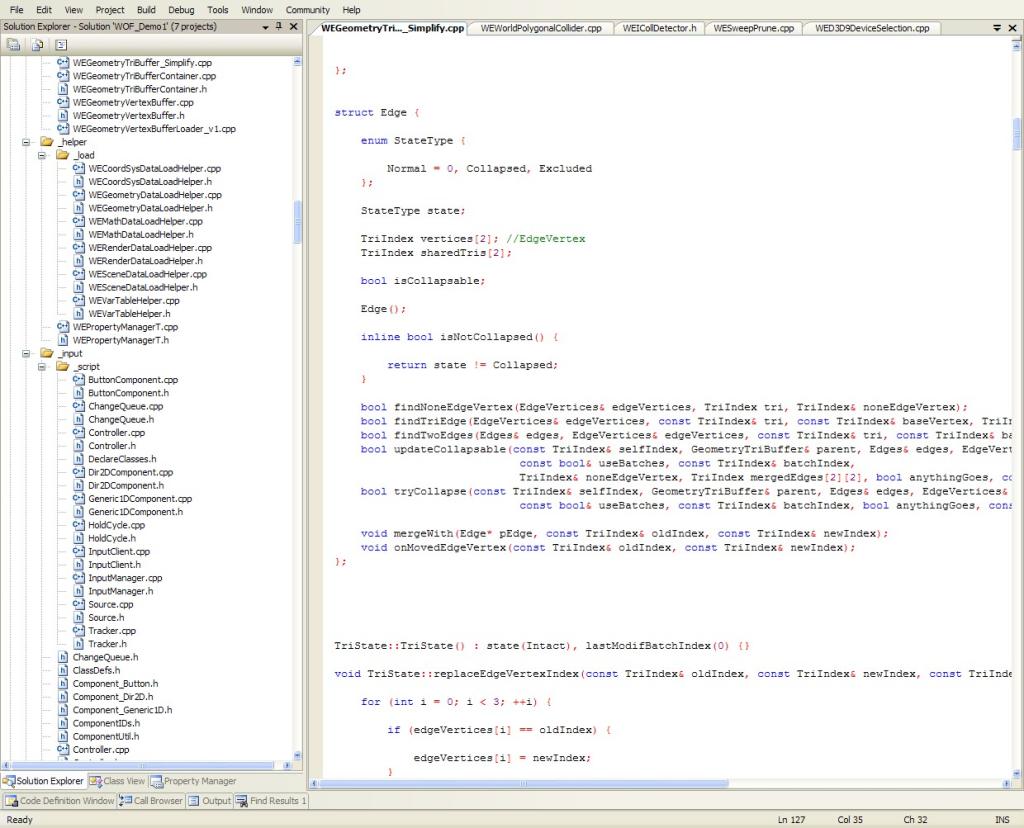 File Edit View Project Build Debug Tools Window Community Help
Solution Explorer - Solution 'WOF_Demo1' (7 projects)
WEGeometryTriBuffer_Simplify.cpp
WEGeometryTriBufferContainer.cpp
WEGeometryTriBufferContainer.h
WEGeometryVertexBuffer.cpp
WEGeometryVertexBuffer.h
WEGeometryVertexBufferLoader_v1.cpp
_helper
_load
WECoordSysDataLoadHelper.cpp
WECoordSysDataLoadHelper.h
WEGeometryDataLoadHelper.cpp
WEGeometryDataLoadHelper.h
WEMathDataLoadHelper.cpp
WEMathDataLoadHelper.h
WERenderDataLoadHelper.cpp
WERenderDataLoadHelper.h
WESceneDataLoadHelper.cpp
WESceneDataLoadHelper.h
WEVarTableHelper.cpp
WEVarTableHelper.h
WEPropertyManagerT.cpp
WEPropertyManagerT.h
_input
_script
ButtonComponent.cpp
ButtonComponent.h
ChangeQueue.cpp
ChangeQueue.h
Controller.cpp
Controller.h
DeclareClasses.h
Dir2DComponent.cpp
Dir2DComponent.h
Generic1DComponent.cpp
Generic1DComponent.h
HoldCycle.cpp
HoldCycle.h
InputClient.cpp
InputClient.h
InputManager.cpp
InputManager.h
Source.cpp
Source.h
Tracker.cpp
Tracker.h
ChangeQueue.h
ClassDefs.h
Component_Button.h
Component_Dir2D.h
Component_Generic1D.h
ComponentIDs.h
ComponentUtil.h
Controller.cpp
Solution Explorer Class View Property Manager
WEGeometryTri..._Simplify.cpp WEWorldPolygonalCollider.cpp WEICollDetector.h WESweepPrune.cpp WED3D9DeviceSelection.cpp
};
struct Edge {
enum StateType {
Normal = 0, Collapsed, Excluded
};
StateType state;
TriIndex vertices[2]; //EdgeVertex
TriIndex sharedTris[2];
bool isCollapsable;
Edge();
inline bool isNotCollapsed() {
return state != Collapsed;
}
bool findNoneEdgeVertex(EdgeVertices& edgeVertices, TriIndex tri, TriIndex& noneEdgeVertex);
bool findTriEdge(EdgeVertices& edgeVertices, const TriIndex& tri, const TriIndex& baseVertex, TriIn
bool findTwoEdges(Edges& edges, EdgeVertices& edgeVertices, const TriIndex& tri, const TriIndex& ba
bool updateCollapsable(const TriIndex& selfIndex, GeometryTriBuffer& parent, Edges& edges, EdgeVert
const bool& useBatches, const TriIndex& batchIndex,
TriIndex& noneEdgeVertex, TriIndex mergedEdges[2][2], bool anythingGoes, co
bool tryCollapse(const TriIndex& selfIndex, GeometryTriBuffer& parent, Edges& edges, EdgeVertices&
const bool& useBatches, const TriIndex& batchIndex, bool anythingGoes, cons
void mergeWith(Edge* pEdge, const TriIndex& oldIndex, const TriIndex& newIndex);
void onMovedEdgeVertex(const TriIndex& oldIndex, const TriIndex& newIndex);
};
TriState::TriState() : state(Intact), lastModifBatchIndex(0) {}
void TriState::replaceEdgeVertexIndex(const TriIndex& oldIndex, const TriIndex& newIndex, const TriInde
for (int i = 0; i < 3; ++i) {
if (edgeVertices[i] == oldIndex) {
edgeVertices[i] = newIndex;
}
Code Definition Window Call Browser Output Find Results 1
Ready Ln 127 Col 35 Ch 32 INS